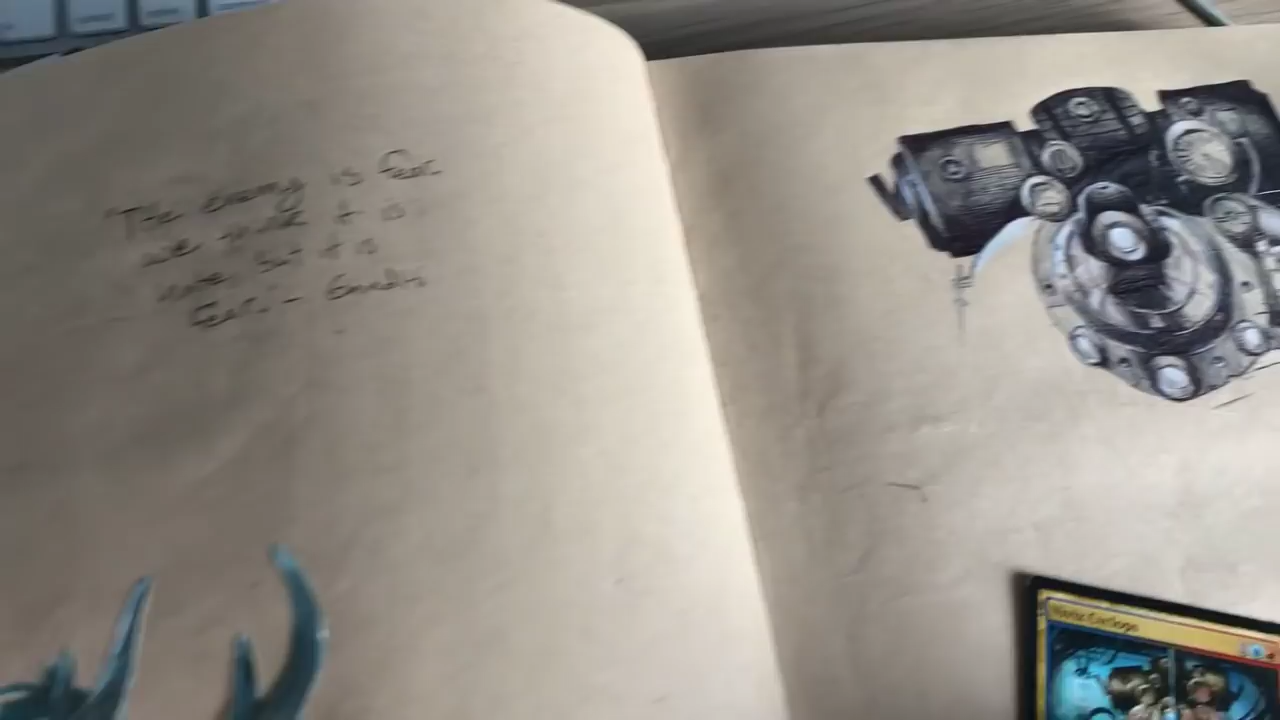 "The enemy is fear
we think it is
hate, but it is
Fear." - Gandhi